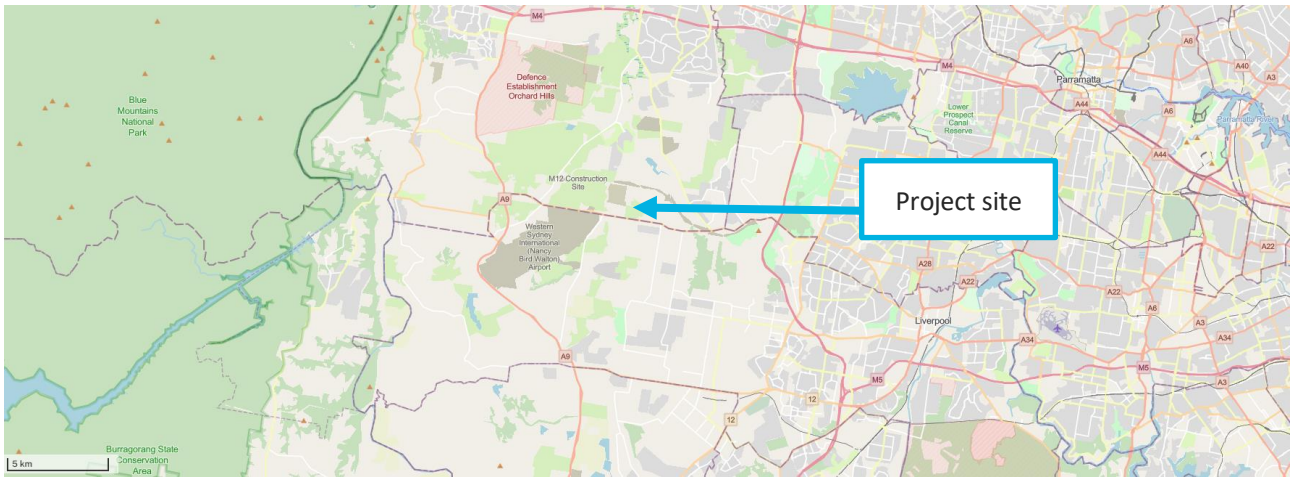 M4
A6
A40
A3
Defence
Establishment
Orchard Hills
M4
Parramatta
Blue
Mountains
National
Park
A44
A6
Lower
Prospect
Canal
Reserve
Parramatta River
A44
M12 Construction
Site
Project site
A9
Western
Sydney
International
(Nancy
Bird Walton)
Airport
A22
A28
A22
A22
Liverpool
A6
A3
A34
A34
A9
M5
M5
A3
12
12
Burragorang State
Conservation
Area
5 km